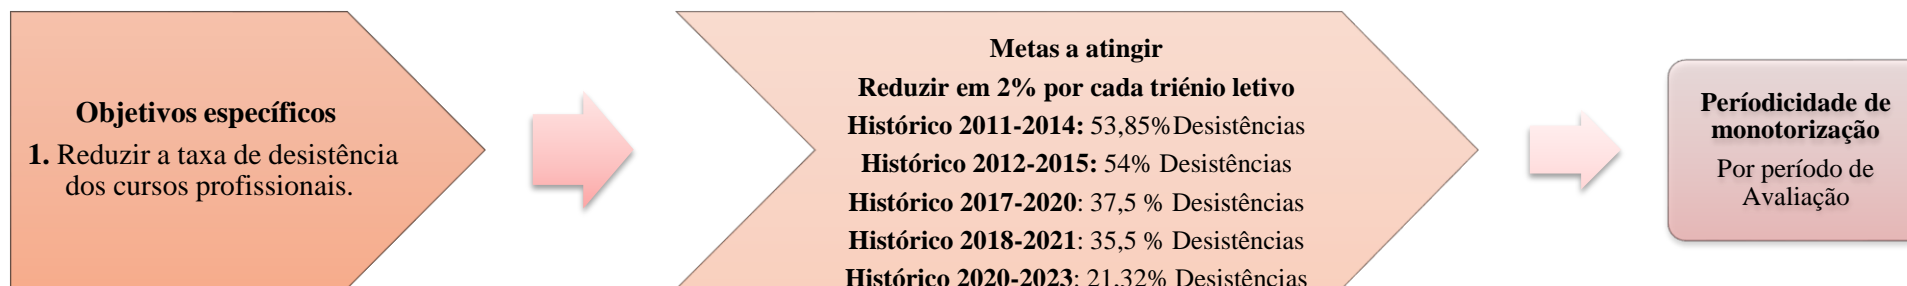 Objetivos específicos
1. Reduzir a taxa de desistência
dos cursos profissionais.
Metas a atingir
Reduzir em 2% por cada triénio letivo
Histórico 2011-2014: 53,85%Desistências
Histórico 2012-2015: 54% Desistências
Histórico 2017-2020: 37,5 % Desistências
Histórico 2018-2021: 35,5 % Desistências
Histórico 2020-2023: 21,32% Desistências
Períodicidade de
monotorização
Por período de
Avaliação